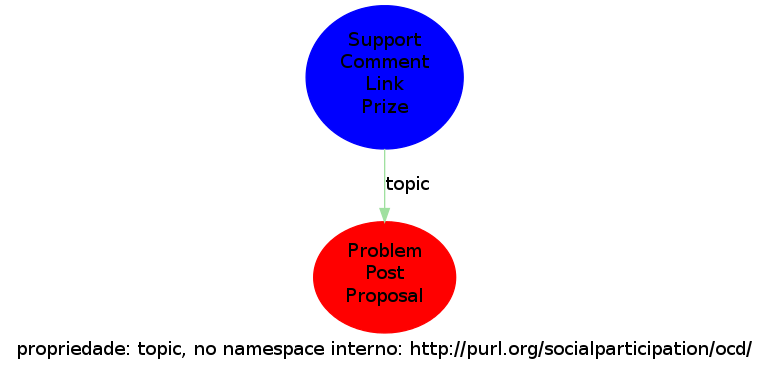 Support
Comment
Link
Prize
topic
Problem
Post
Proposal
propriedade: topic, no namespace interno: http://purl.org/socialparticipation/ocd/